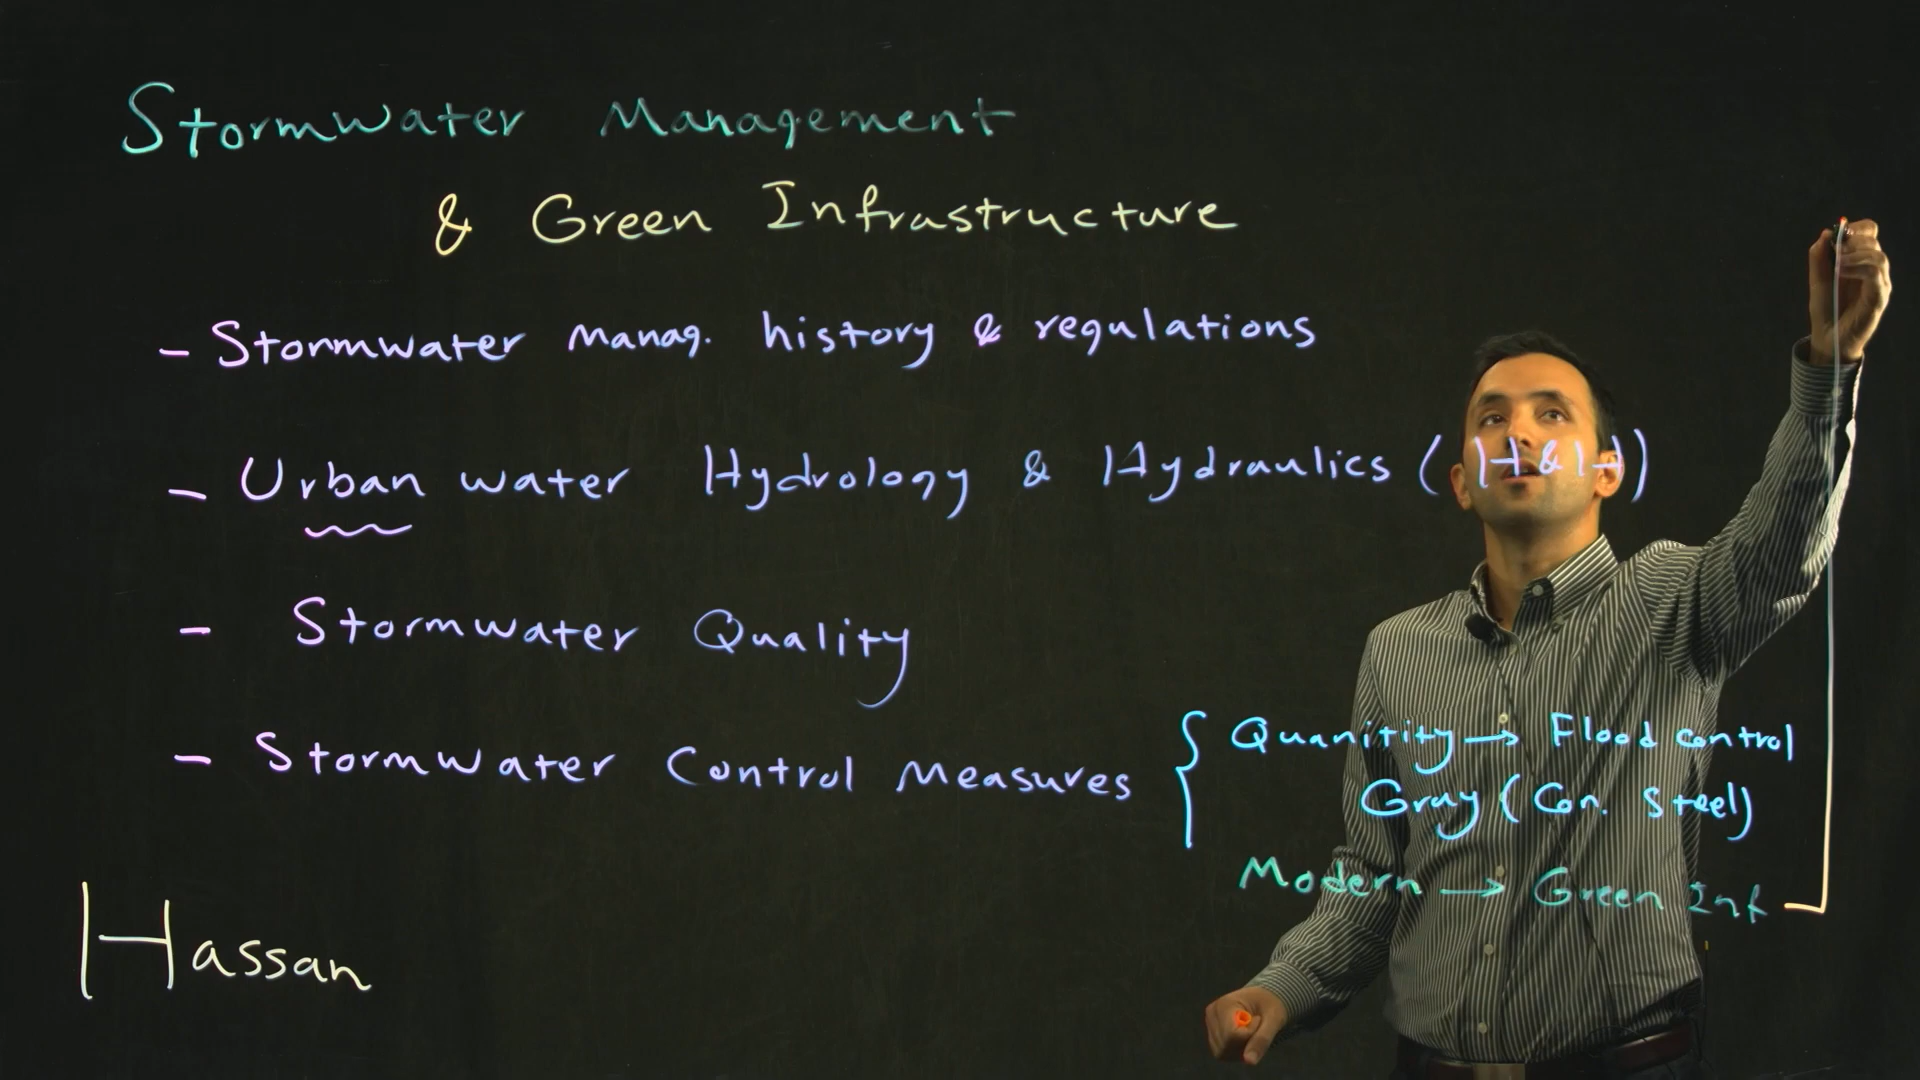 Stormwater Management
& Green Infrastructure
- Stormwater manag. history & regulations
- Urban water Hydrology & Hydraulics (H&H)
- Stormwater Quality
- Stormwater Control Measures
Quanitity → Flood control
Gray (Con. Steel)
Modern → Green Inf
Hassan